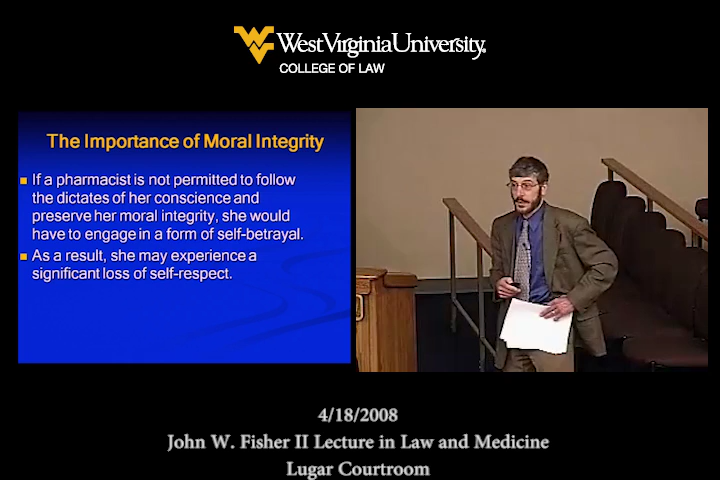 WestVirginiaUniversity.
COLLEGE OF LAW
The Importance of Moral Integrity
If a pharmacist is not permitted to follow
the dictates of her conscience and
preserve her moral integrity, she would
have to engage in a form of self-betrayal.
As a result, she may experience a
significant loss of self-respect.
4/18/2008
John W. Fisher II Lecture in Law and Medicine
Lugar Courtroom